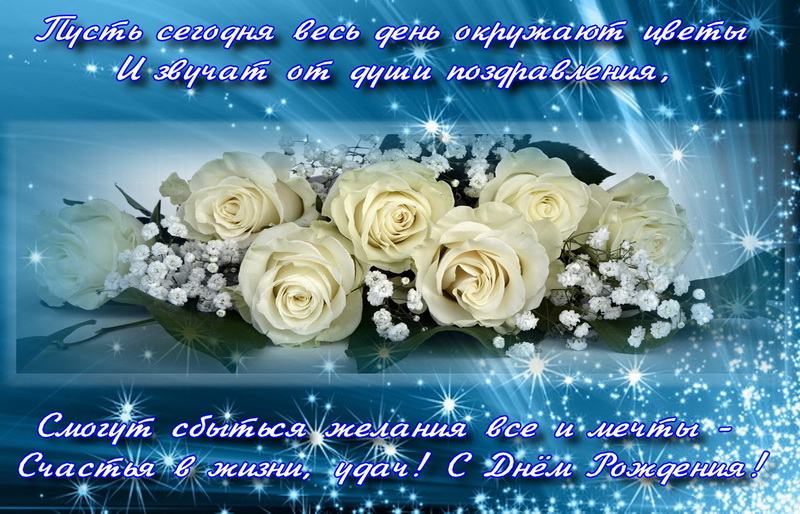 Пусть сегодня весь день окружают цветы
И звучат от души поздравления,
Смогут сбыться желания все и мечты -
Счастья в жизни, удач! С Днём Рождения!